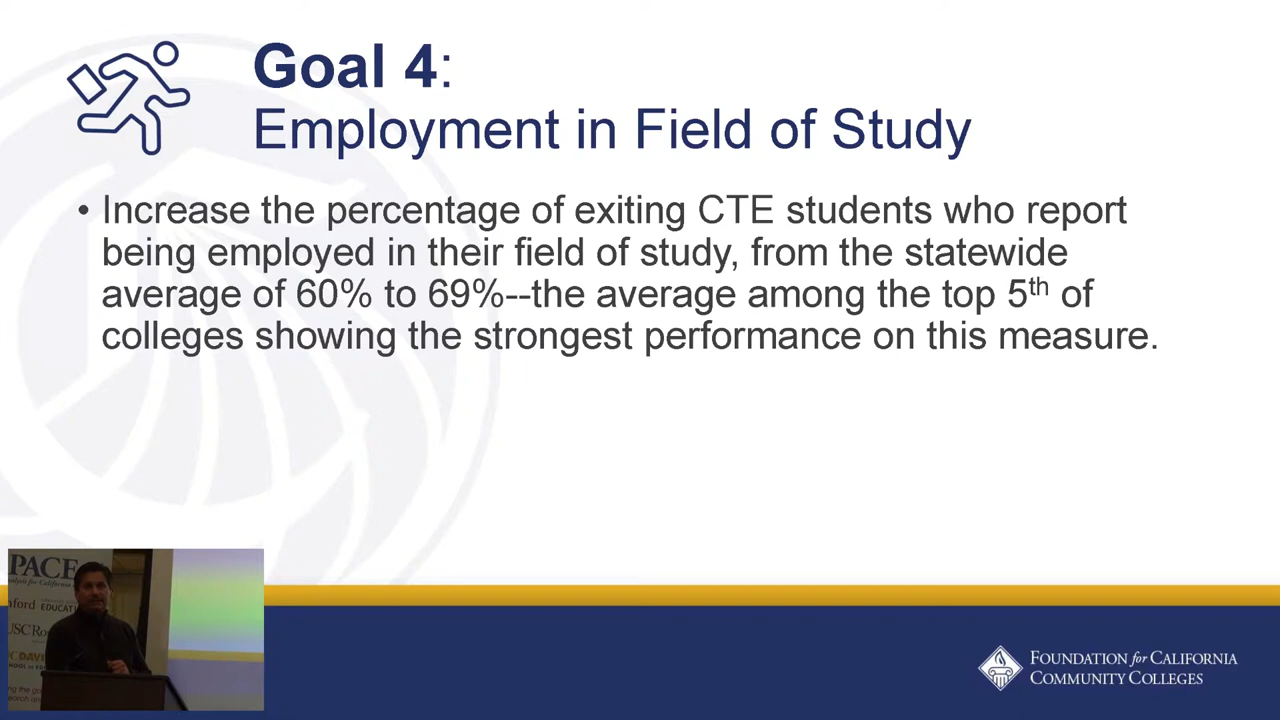 Goal 4:
Employment in Field of Study
• Increase the percentage of exiting CTE students who report
being employed in their field of study, from the statewide
average of 60% to 69%--the average among the top 5th of
colleges showing the strongest performance on this measure.
PACE
EDUCATION
FOUNDATION for CALIFORNIA
COMMUNITY COLLEGES